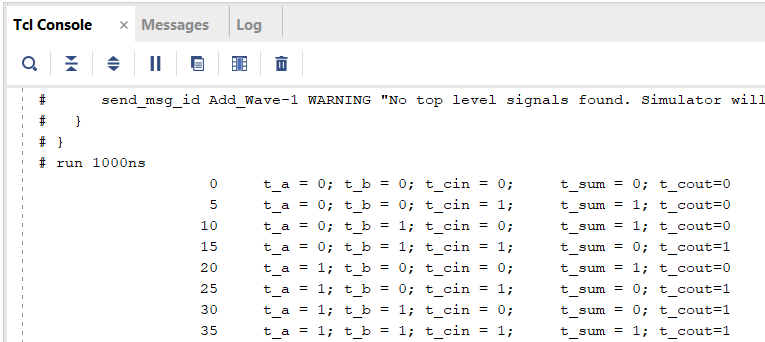 Tcl Console × Messages Log
# send_msg_id Add_Wave-1 WARNING "No top level signals found. Simulator will
# }
# }
# run 1000ns
0 t_a = 0; t_b = 0; t_cin = 0; t_sum = 0; t_cout=0
5 t_a = 0; t_b = 0; t_cin = 1; t_sum = 1; t_cout=0
10 t_a = 0; t_b = 1; t_cin = 0; t_sum = 1; t_cout=0
15 t_a = 0; t_b = 1; t_cin = 1; t_sum = 0; t_cout=1
20 t_a = 1; t_b = 0; t_cin = 0; t_sum = 1; t_cout=0
25 t_a = 1; t_b = 0; t_cin = 1; t_sum = 0; t_cout=1
30 t_a = 1; t_b = 1; t_cin = 0; t_sum = 0; t_cout=1
35 t_a = 1; t_b = 1; t_cin = 1; t_sum = 1; t_cout=1